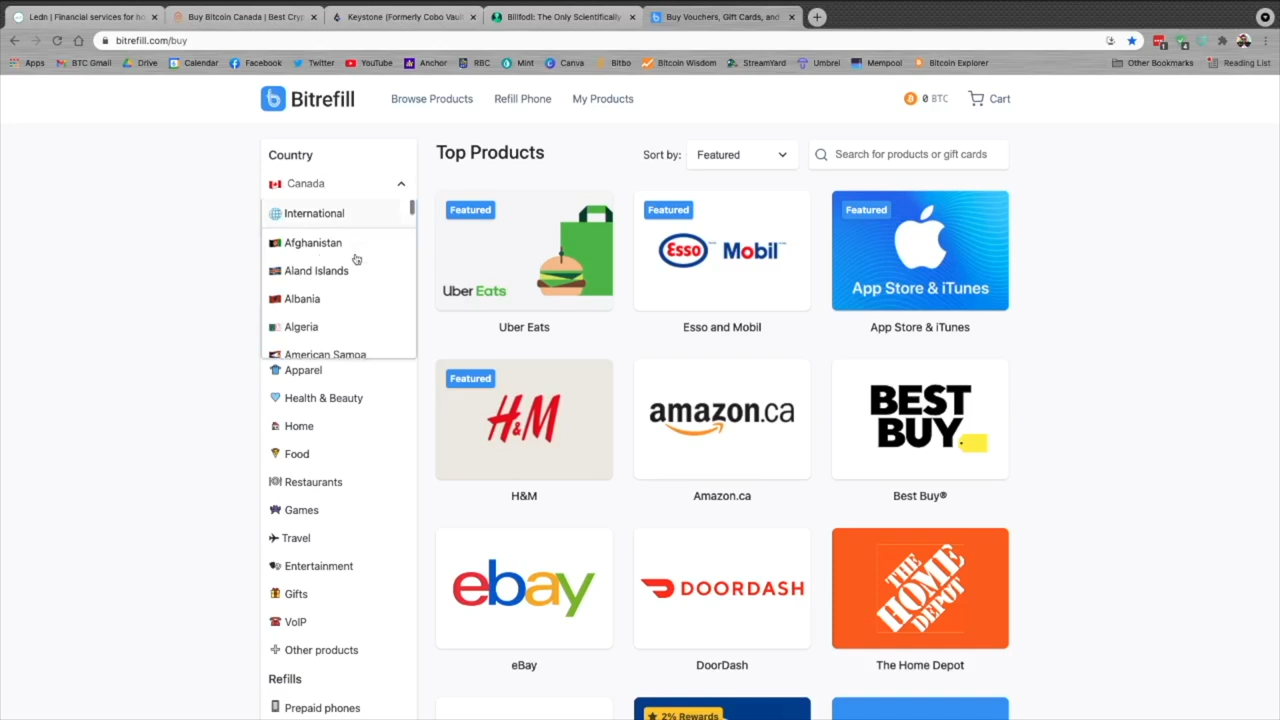 Ledn | Financial services for ho
Buy Bitcoin Canada | Best Cryp
Keystone (Formerly Cobo Vault
Billfodl: The Only Scientifically
Buy Vouchers, Gift Cards, and
bitrefill.com/buy
Apps
BTC Gmail
Drive
Calendar
Facebook
Twitter
YouTube
Anchor
RBC
Mint
Canva
Bitbo
Bitcoin Wisdom
StreamYard
Umbrel
Mempool
Bitcoin Explorer
Other Bookmarks
Reading List
Bitrefill
Browse Products
Refill Phone
My Products
0 BTC
Cart
Country
Canada
International
Afghanistan
Aland Islands
Albania
Algeria
American Samoa
Apparel
Health & Beauty
Home
Food
Restaurants
Games
Travel
Entertainment
Gifts
VoIP
Other products
Refills
Prepaid phones
Top Products
Sort by:
Featured
Search for products or gift cards
Featured
Uber Eats
Uber Eats
Featured
Esso
Mobil
Esso and Mobil
Featured
App Store & iTunes
App Store & iTunes
Featured
H&M
H&M
amazon.ca
Amazon.ca
BEST
BUY
Best Buy®
ebay
eBay
DOORDASH
DoorDash
THE
HOME
DEPOT
The Home Depot
2% Rewards